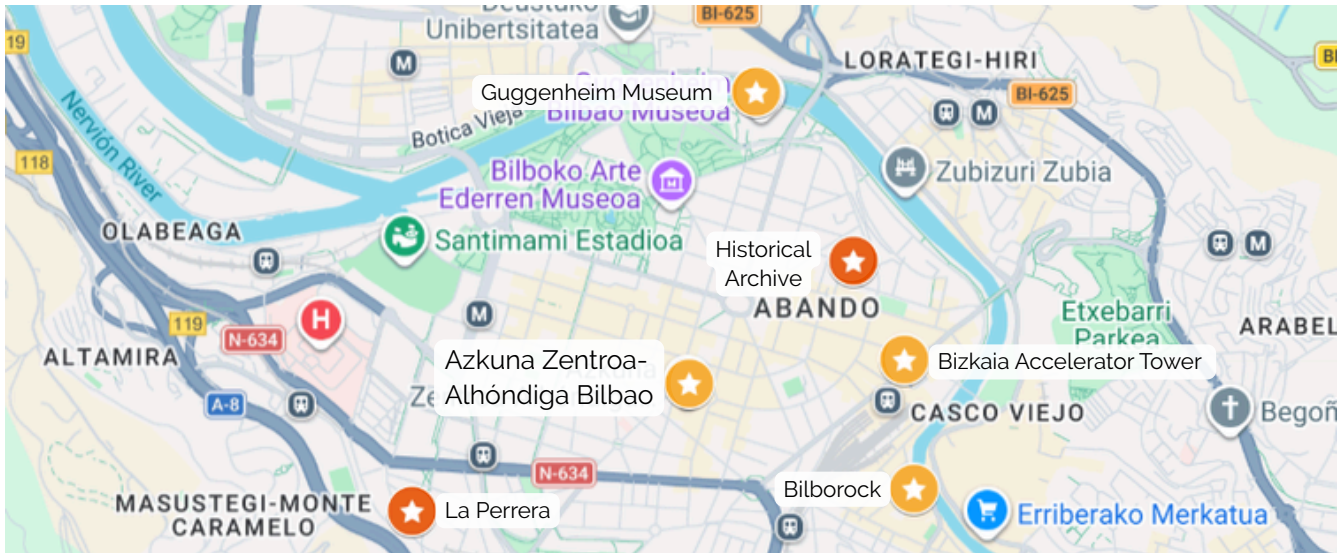 Deustuko
Unibertsitatea
BI-625
19
M
LORATEGI-HIRI
Guggenheim Museum
Guggenheim
Bilbao Museoa
BI-625
Nervión River
Botica Vieja
M
118
Bilboko Arte
Ederren Museoa
Zubizuri Zubia
OLABEAGA
Santimami Estadioa
Historical
Archive
M
ABANDO
Etxebarri
Parkea
ARABEL
119
N-634
H
M
ALTAMIRA
Azkuna Zentroa-
Alhóndiga Bilbao
Bizkaia Accelerator Tower
A-8
CASCO VIEJO
Begoñ
N-634
MASUSTEGI-MONTE
CARAMELO
La Perrera
Bilborock
Erriberako Merkatua